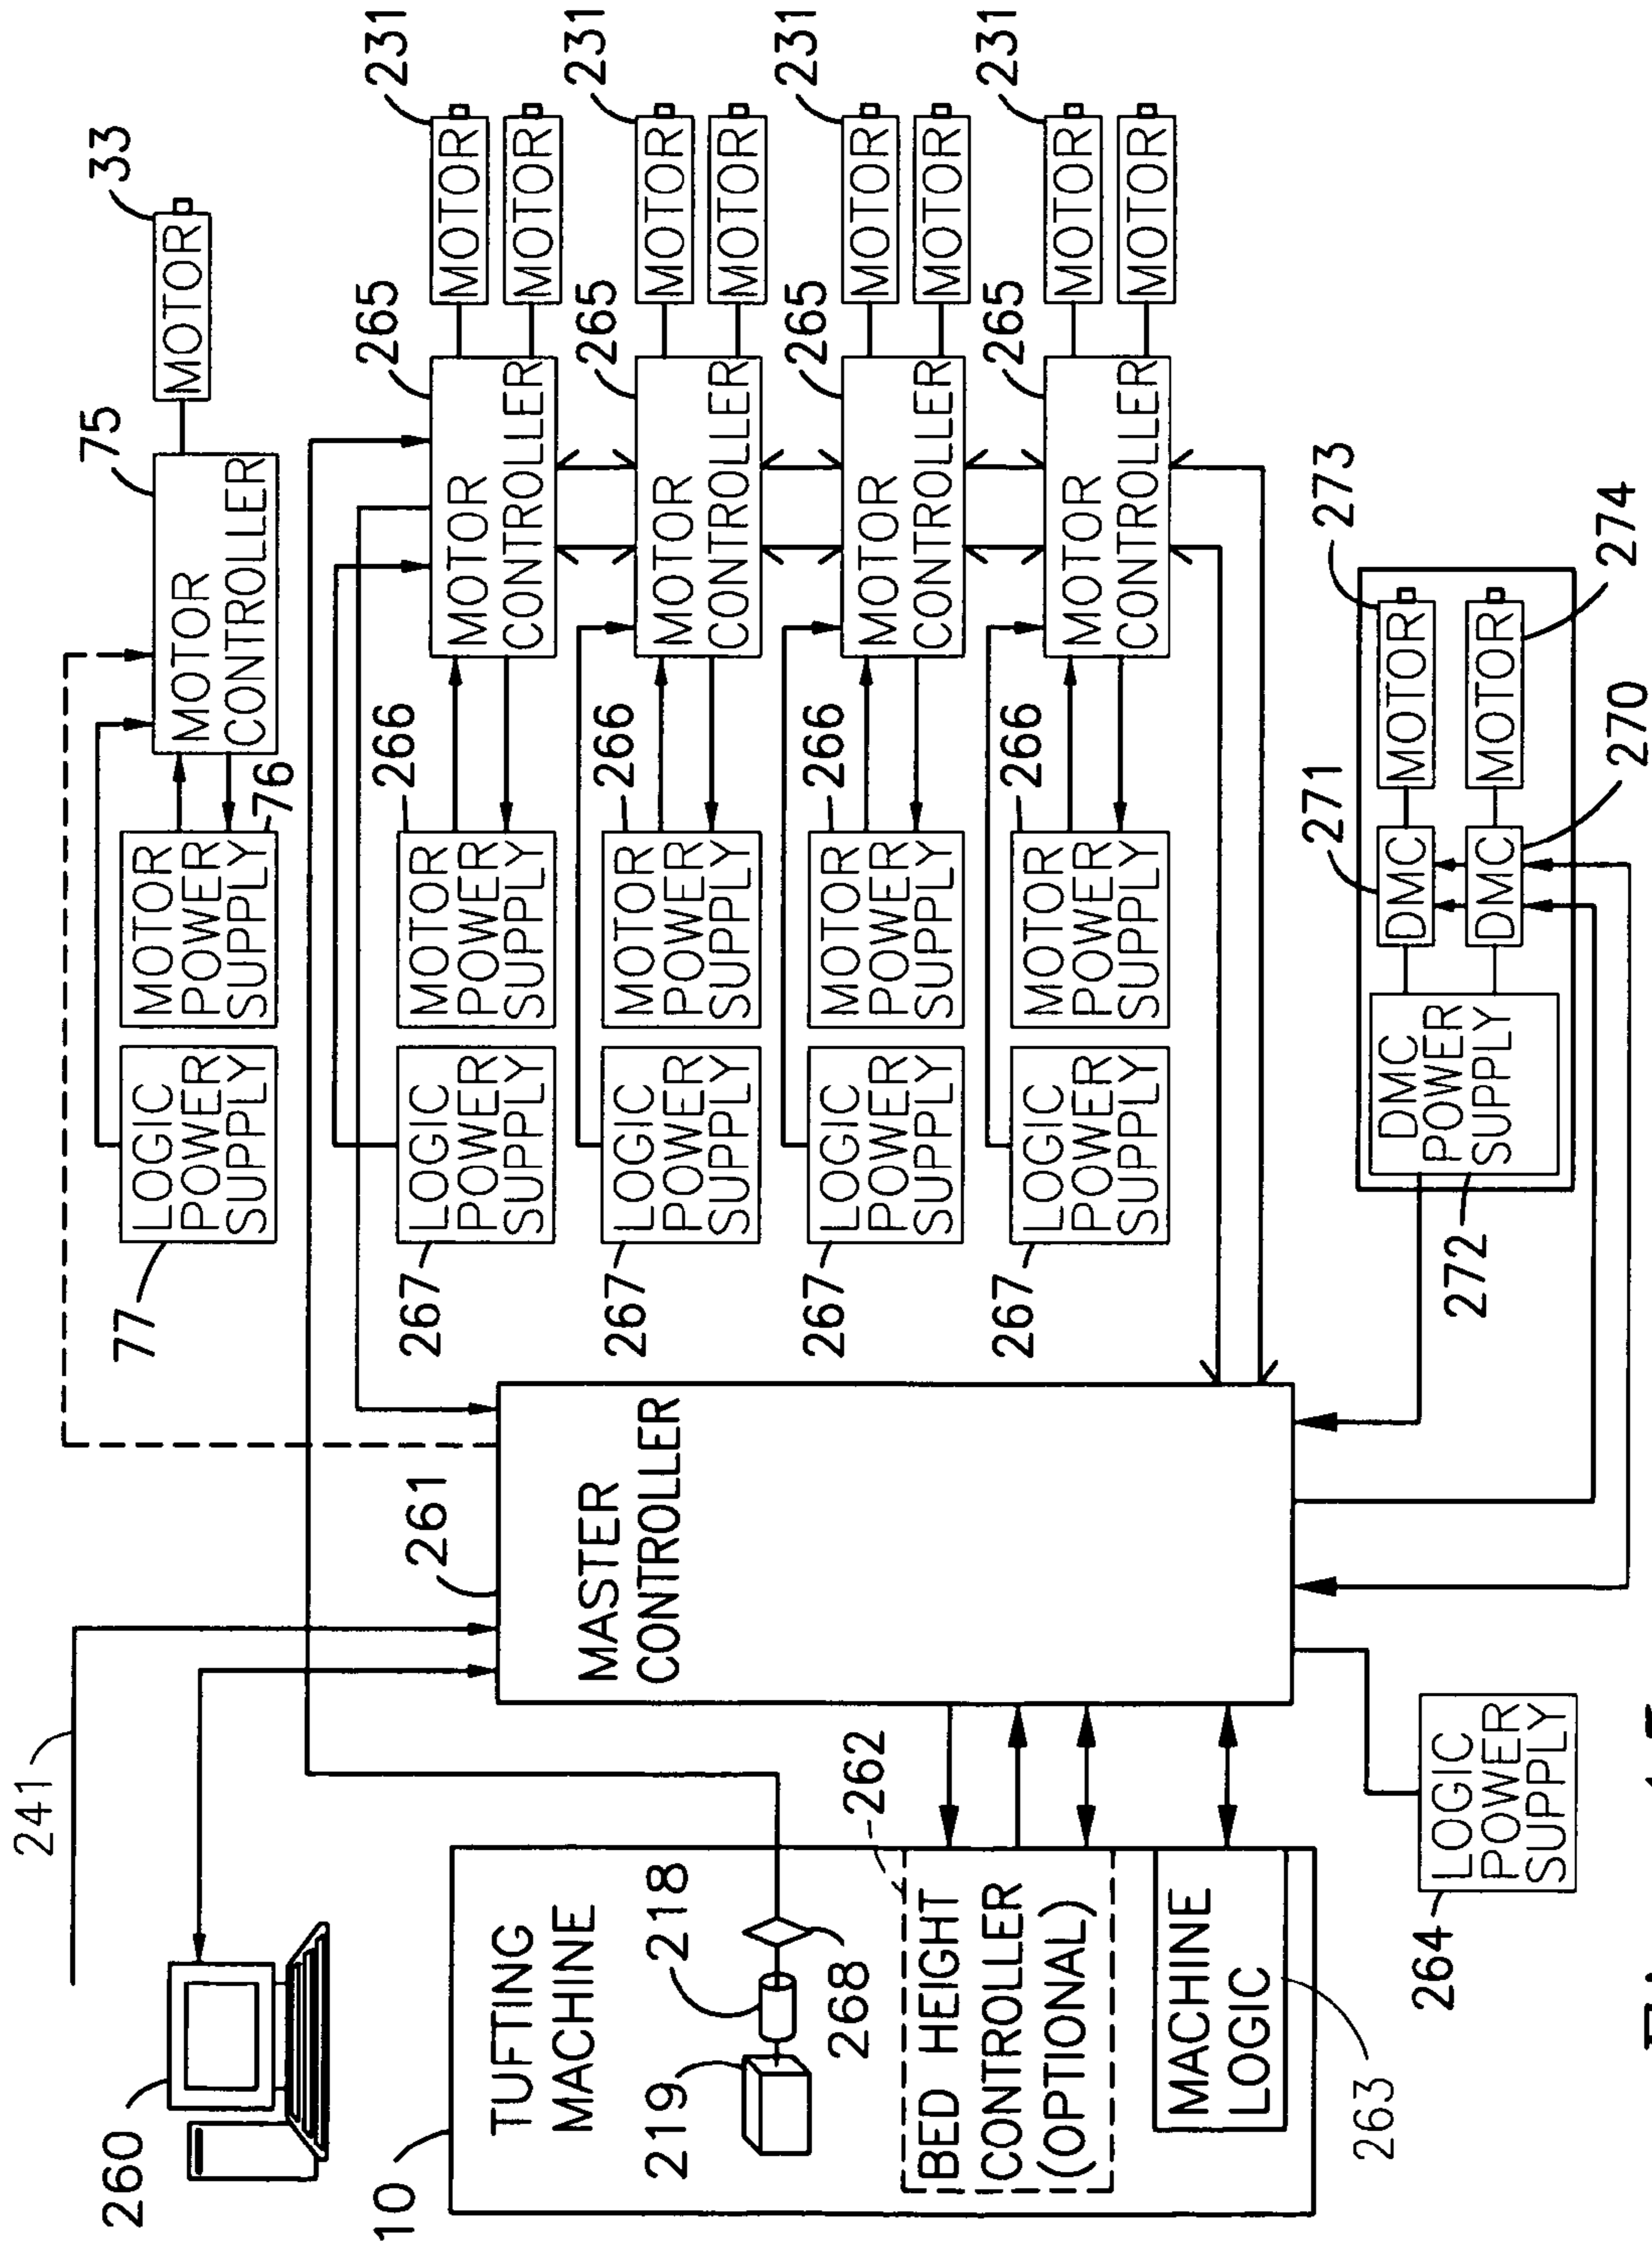 241
260
10
TUFTING
MACHINE
219
218
268
262
BED HEIGHT
CONTROLLER
(OPTIONAL)
MACHINE
LOGIC
263
261
MASTER
CONTROLLER
264
LOGIC
POWER
SUPPLY
77
LOGIC
POWER
SUPPLY
MOTOR
POWER
SUPPLY
76
75
MOTOR
CONTROLLER
33
MOTOR
267
LOGIC
POWER
SUPPLY
266
MOTOR
POWER
SUPPLY
265
MOTOR
CONTROLLER
231
MOTOR
MOTOR
267
LOGIC
POWER
SUPPLY
266
MOTOR
POWER
SUPPLY
265
MOTOR
CONTROLLER
231
MOTOR
MOTOR
267
LOGIC
POWER
SUPPLY
266
MOTOR
POWER
SUPPLY
265
MOTOR
CONTROLLER
231
MOTOR
MOTOR
267
LOGIC
POWER
SUPPLY
266
MOTOR
POWER
SUPPLY
265
MOTOR
CONTROLLER
231
MOTOR
MOTOR
272
DMC
POWER
SUPPLY
271
DMC
DMC
270
273
MOTOR
MOTOR
274